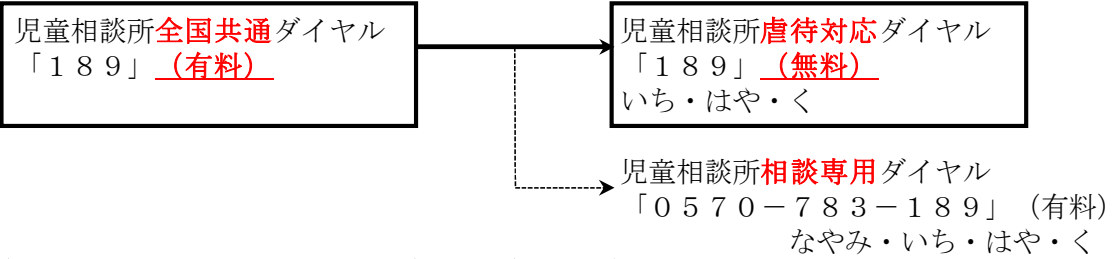 児童相談所全国共通ダイヤル
「１８９」（有料）
児童相談所虐待対応ダイヤル
「１８９」（無料）
いち・はや・く
児童相談所相談専用ダイヤル
「０５７０－７８３－１８９」（有料）
なやみ・いち・はや・く